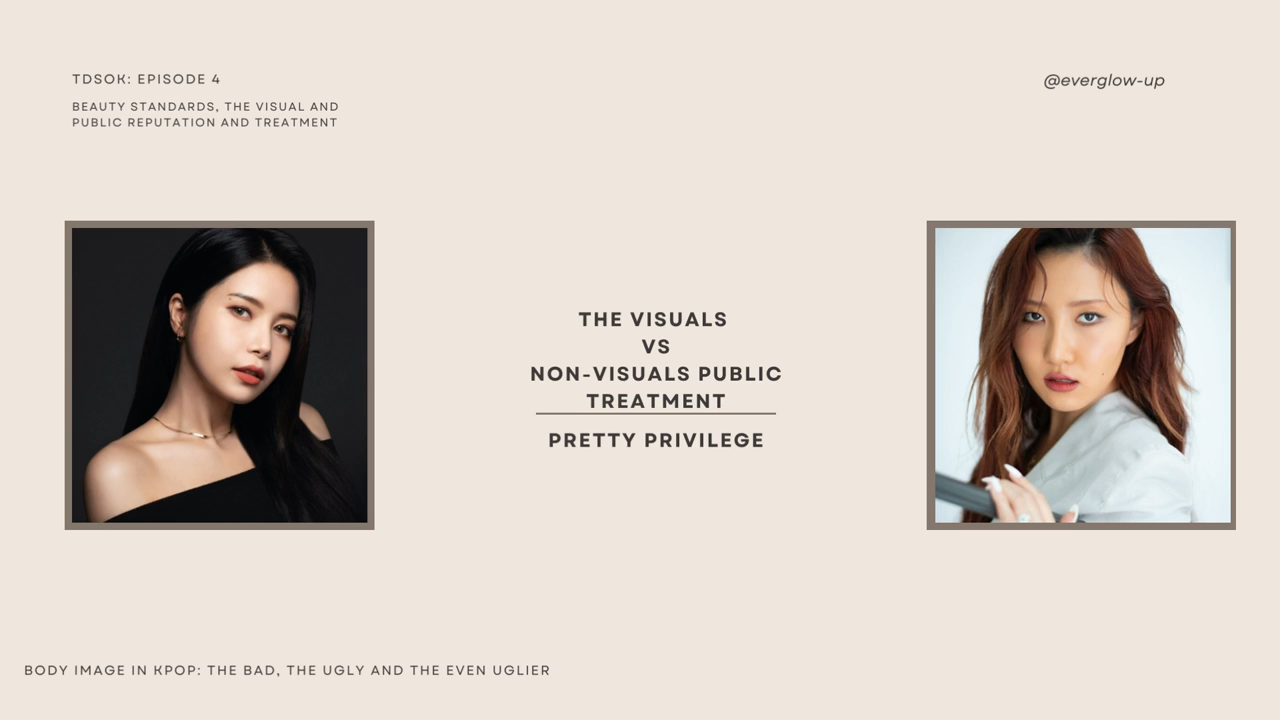 TDSOK: EPISODE 4
@everglow-up
BEAUTY STANDARDS, THE VISUAL AND
PUBLIC REPUTATION AND TREATMENT
THE VISUALS
VS
NON-VISUALS PUBLIC
TREATMENT
PRETTY PRIVILEGE
BODY IMAGE IN KPOP: THE BAD, THE UGLY AND THE EVEN UGLIER